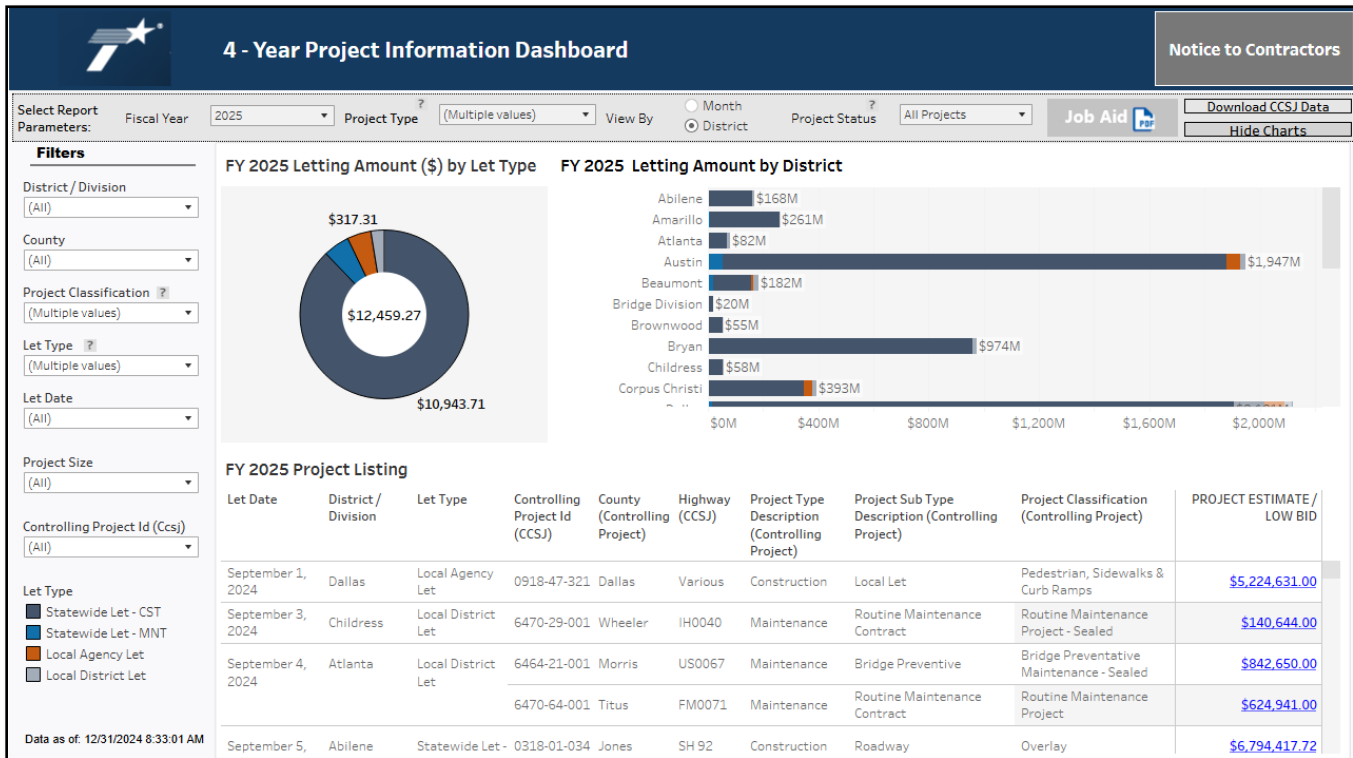 4 - Year Project Information Dashboard
Notice to Contractors
Select Report
Parameters:
Fiscal Year
2025
Project Type
?
(Multiple values)
View By
Month
District
Project Status
?
All Projects
Job Aid
PDF
Download CCSJ Data
Hide Charts
Filters
District / Division
(All)
County
(All)
Project Classification ?
(Multiple values)
Let Type ?
(Multiple values)
Let Date
(All)
Project Size
(All)
Controlling Project Id (Ccsj)
(All)
Let Type
Statewide Let - CST
Statewide Let - MNT
Local Agency Let
Local District Let
Data as of: 12/31/2024 8:33:01 AM
FY 2025 Letting Amount ($) by Let Type
$317.31
$12,459.27
$10,943.71
FY 2025 Letting Amount by District
Abilene $168M
Amarillo $261M
Atlanta $82M
Austin $1,947M
Beaumont $182M
Bridge Division $20M
Brownwood $55M
Bryan $974M
Childress $58M
Corpus Christi $393M
$0M $400M $800M $1,200M $1,600M $2,000M
FY 2025 Project Listing
Let Date
District /
Division
Let Type
Controlling
Project Id
(CCSJ)
County
(Controlling
Project)
Highway
(CCSJ)
Project Type
Description
(Controlling
Project)
Project Sub Type
Description (Controlling
Project)
Project Classification
(Controlling Project)
PROJECT ESTIMATE /
LOW BID
September 1,
2024
Dallas
Local Agency
Let
0918-47-321 Dallas Various Construction Local Let
Pedestrian, Sidewalks &
Curb Ramps
$5,224,631.00
September 3,
2024
Childress
Local District
Let
6470-29-001 Wheeler IH0040 Maintenance
Routine Maintenance
Contract
Routine Maintenance
Project - Sealed
$140,644.00
September 4,
2024
Atlanta
Local District
Let
6464-21-001 Morris US0067 Maintenance Bridge Preventive
Bridge Preventative
Maintenance - Sealed
$842,650.00
6470-64-001 Titus FM0071 Maintenance
Routine Maintenance
Contract
Routine Maintenance
Project
$624,941.00
September 5, Abilene Statewide Let - 0318-01-034 Jones SH 92 Construction Roadway Overlay $6,794,417.72